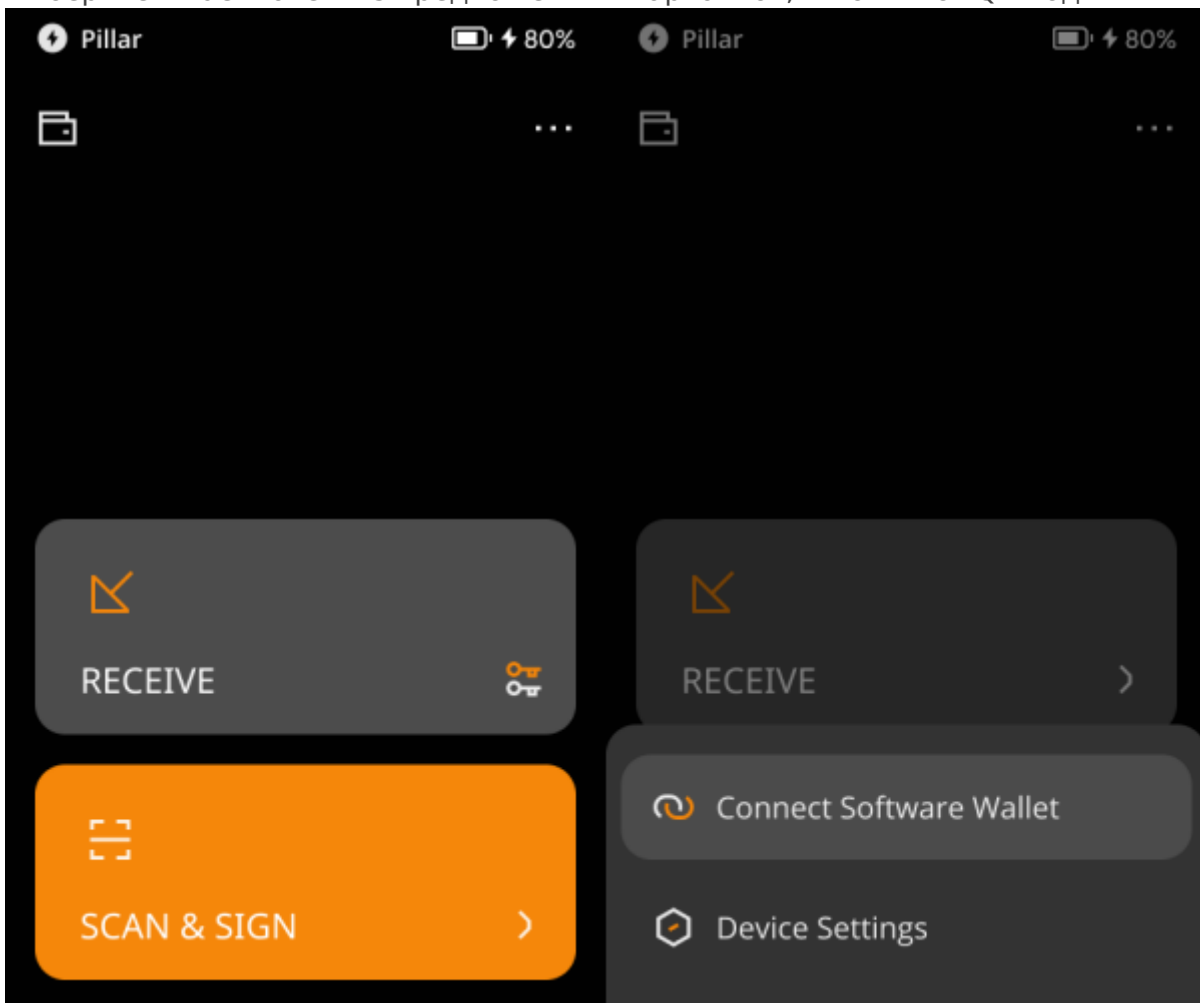 Pillar
80%
RECEIVE
SCAN & SIGN
Pillar
80%
RECEIVE
Connect Software Wallet
Device Settings